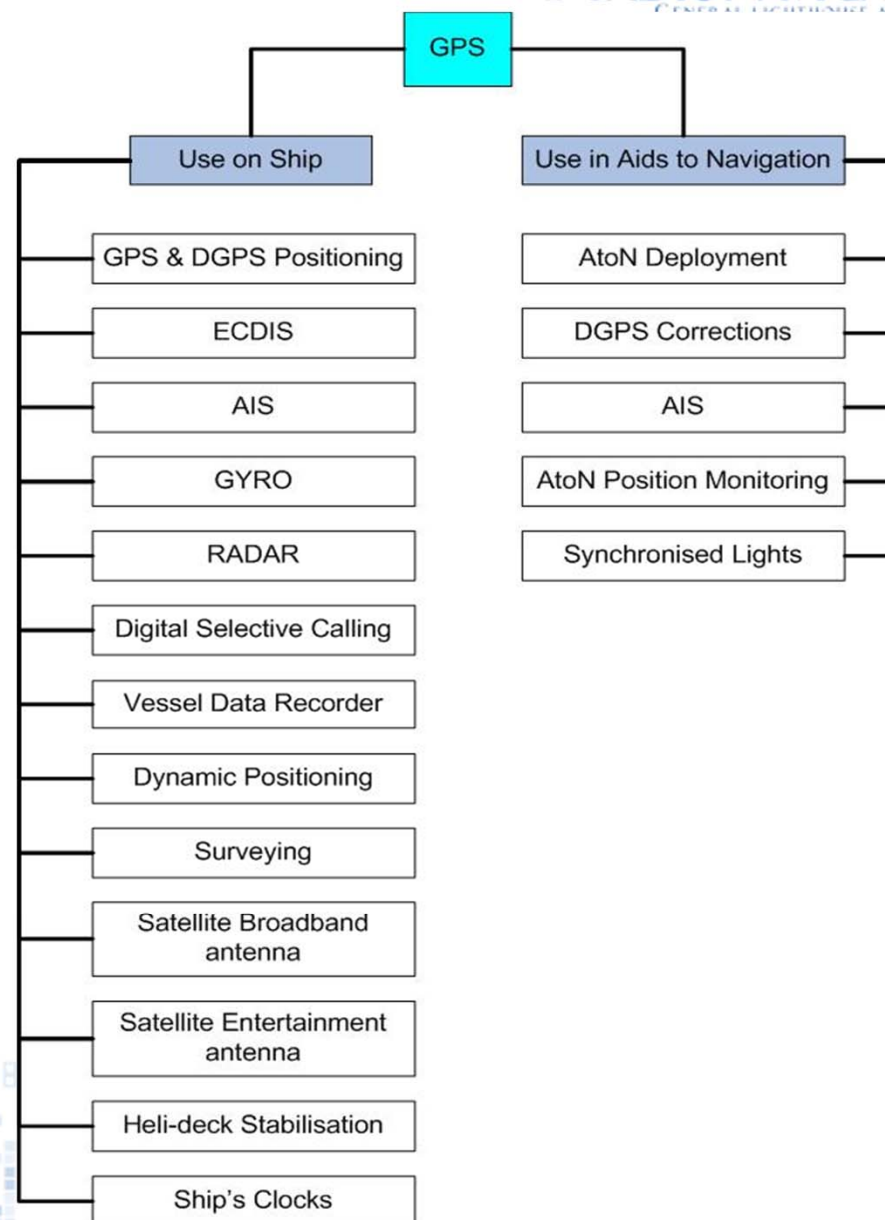 GPS
Use on Ship
GPS & DGPS Positioning
ECDIS
AIS
GYRO
RADAR
Digital Selective Calling
Vessel Data Recorder
Dynamic Positioning
Surveying
Satellite Broadband
antenna
Satellite Entertainment
antenna
Heli-deck Stabilisation
Ship's Clocks
Use in Aids to Navigation
AtoN Deployment
DGPS Corrections
AIS
AtoN Position Monitoring
Synchronised Lights